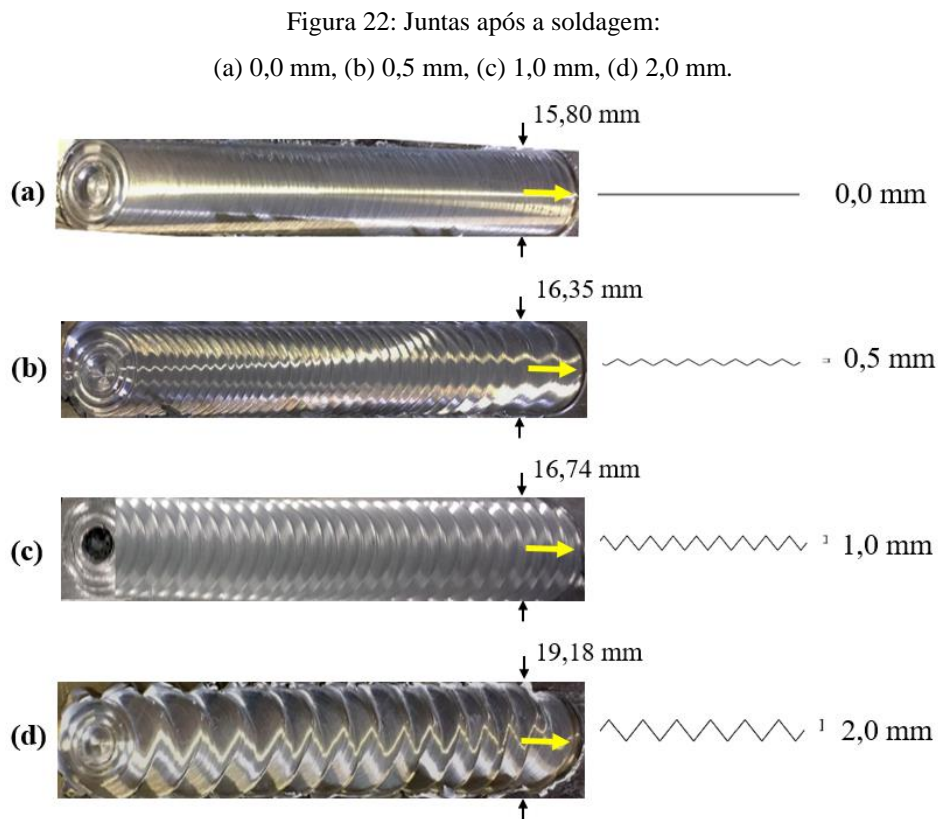 Figura 22: Juntas após a soldagem:
(a) 0,0 mm, (b) 0,5 mm, (c) 1,0 mm, (d) 2,0 mm.
15,80 mm
(a)
0,0 mm
16,35 mm
(b)
0,5 mm
16,74 mm
(c)
1,0 mm
19,18 mm
(d)
2,0 mm